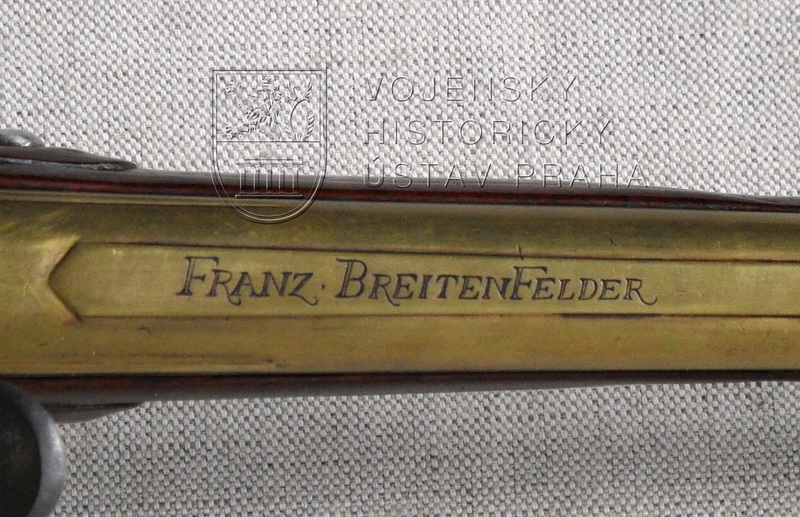 VOJENSKÝ
HISTORICKÝ
ÚSTAV PRAHA
FRANZ · BREITENFELDER